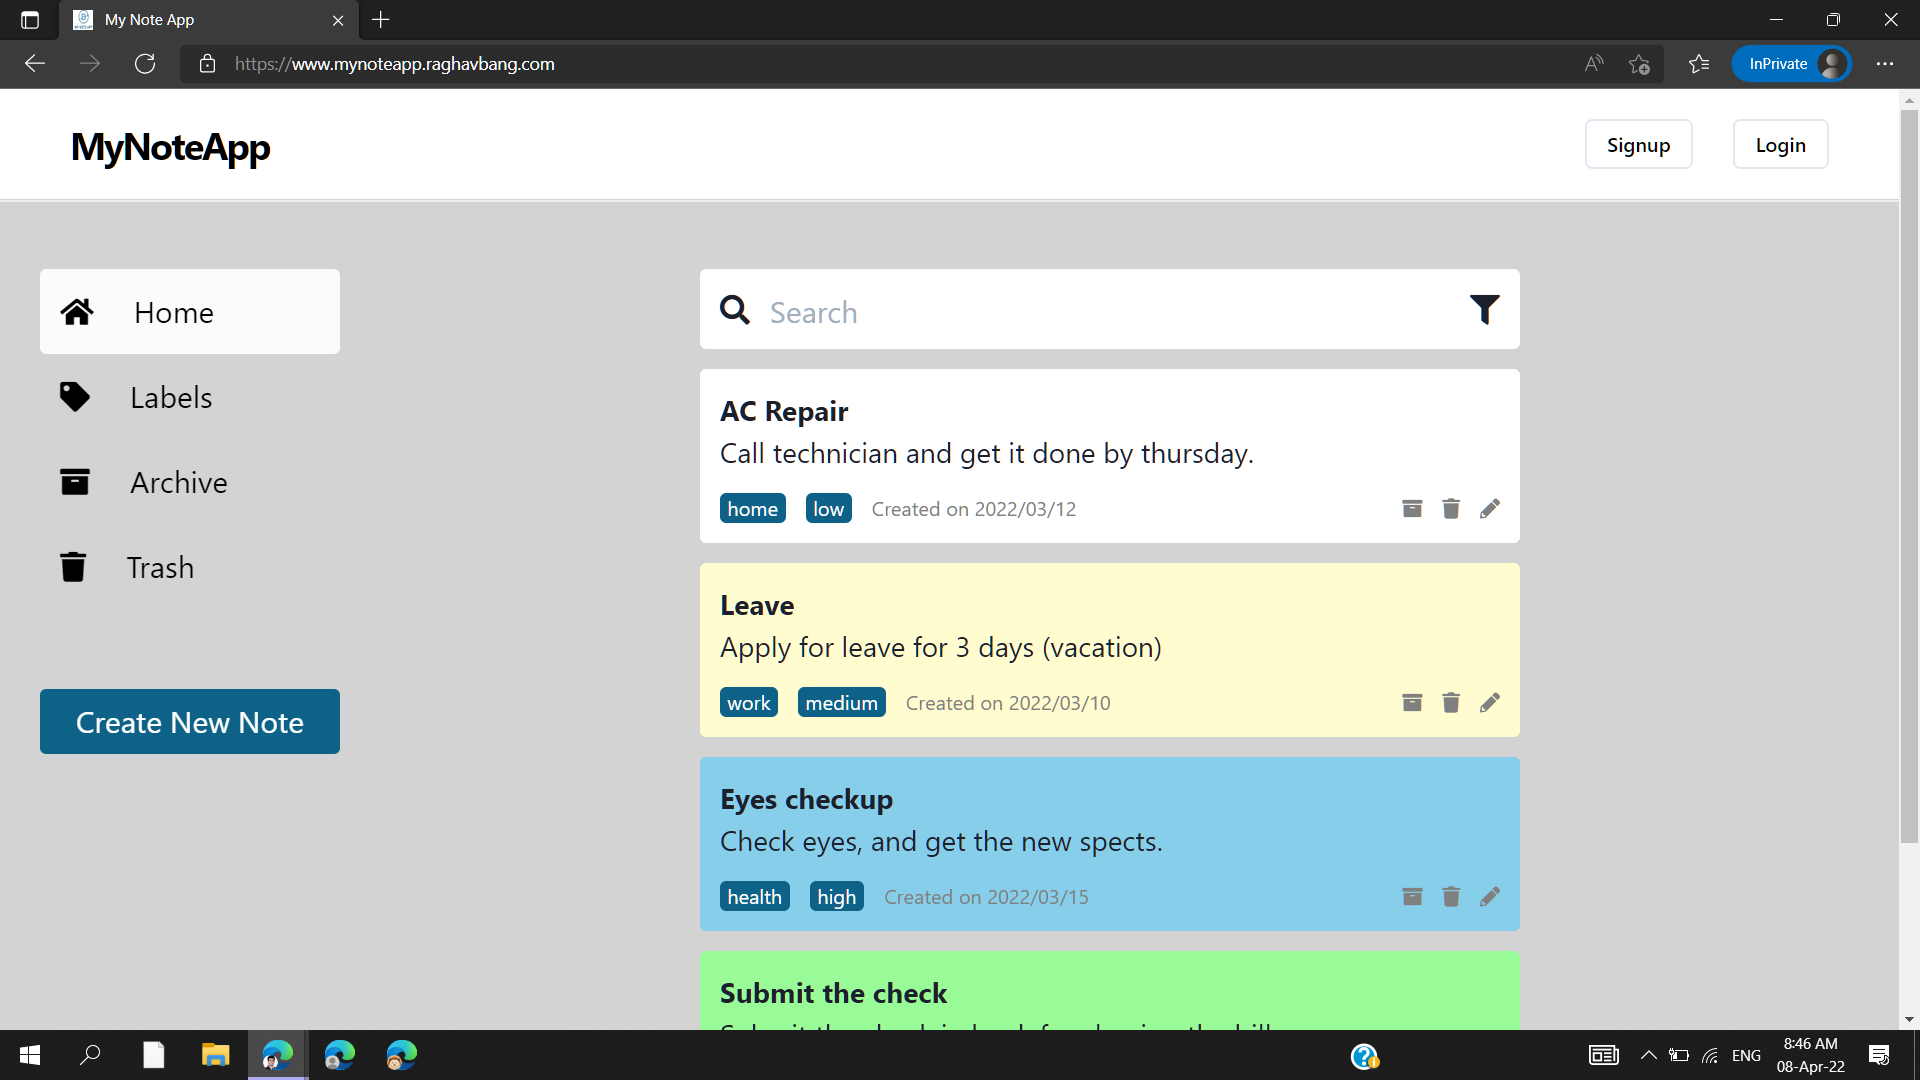 My Note App
https://www.mynoteapp.raghavbang.com
InPrivate
MyNoteApp
Signup
Login
Home
Labels
Archive
Trash
Create New Note
Search
AC Repair
Call technician and get it done by thursday.
home low Created on 2022/03/12
Leave
Apply for leave for 3 days (vacation)
work medium Created on 2022/03/10
Eyes checkup
Check eyes, and get the new spects.
health high Created on 2022/03/15
Submit the check
ENG
8:46 AM
08-Apr-22